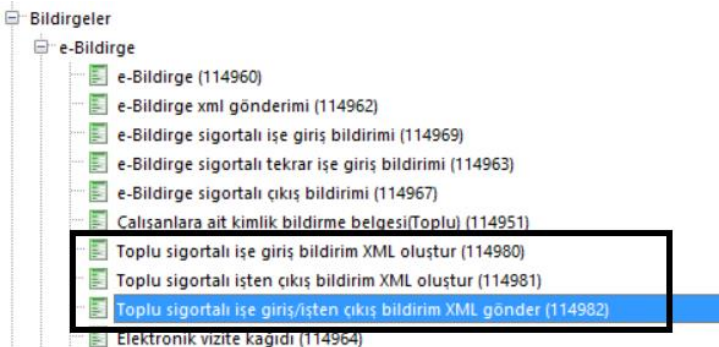 Bildirgeler
e-Bildirge
e-Bildirge (114960)
e-Bildirge xml gönderimi (114962)
e-Bildirge sigortalı işe giriş bildirimi (114969)
e-Bildirge sigortalı tekrar işe giriş bildirimi (114963)
e-Bildirge sigortalı çıkış bildirimi (114967)
Çalışanlara ait kimlik bildirme belgesi(Toplu) (114951)
Toplu sigortalı işe giriş bildirim XML oluştur (114980)
Toplu sigortalı işten çıkış bildirim XML oluştur (114981)
Toplu sigortalı işe giriş/işten çıkış bildirim XML gönder (114982)
Elektronik vizite kağıdı (114964)